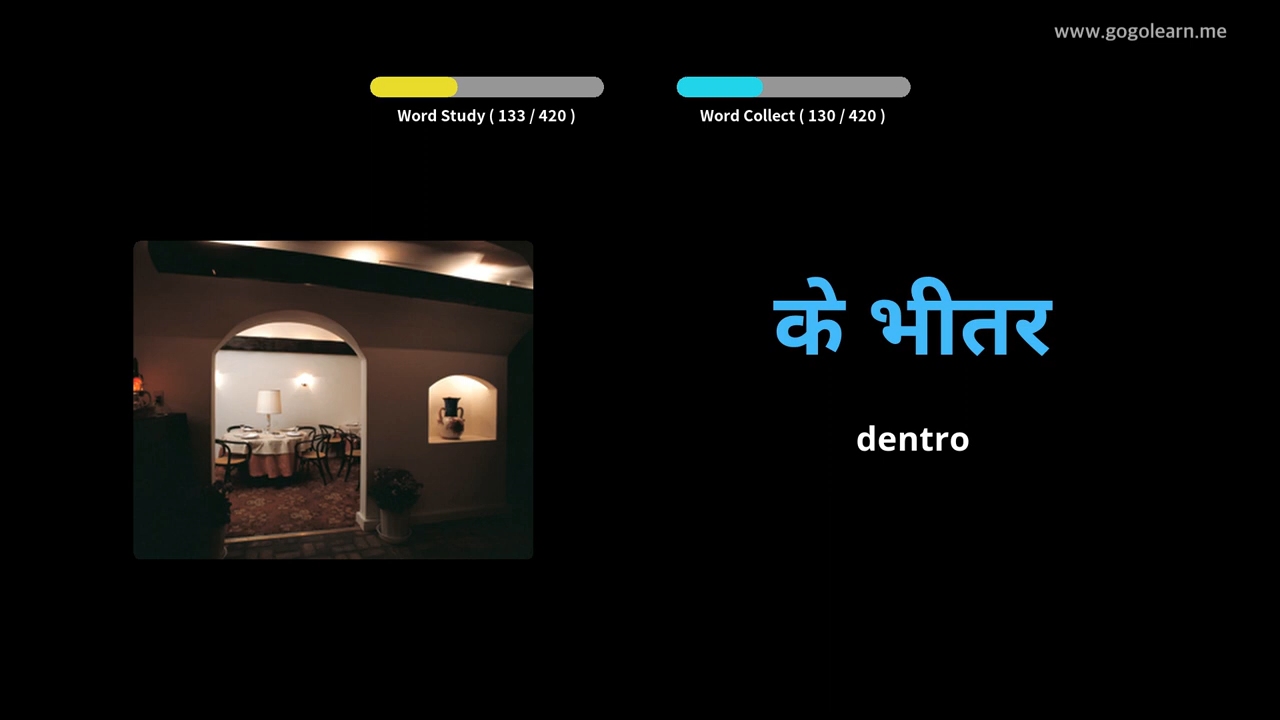 www.gogolearn.me
Word Study ( 133 / 420 )
Word Collect ( 130 / 420 )
के भीतर
dentro